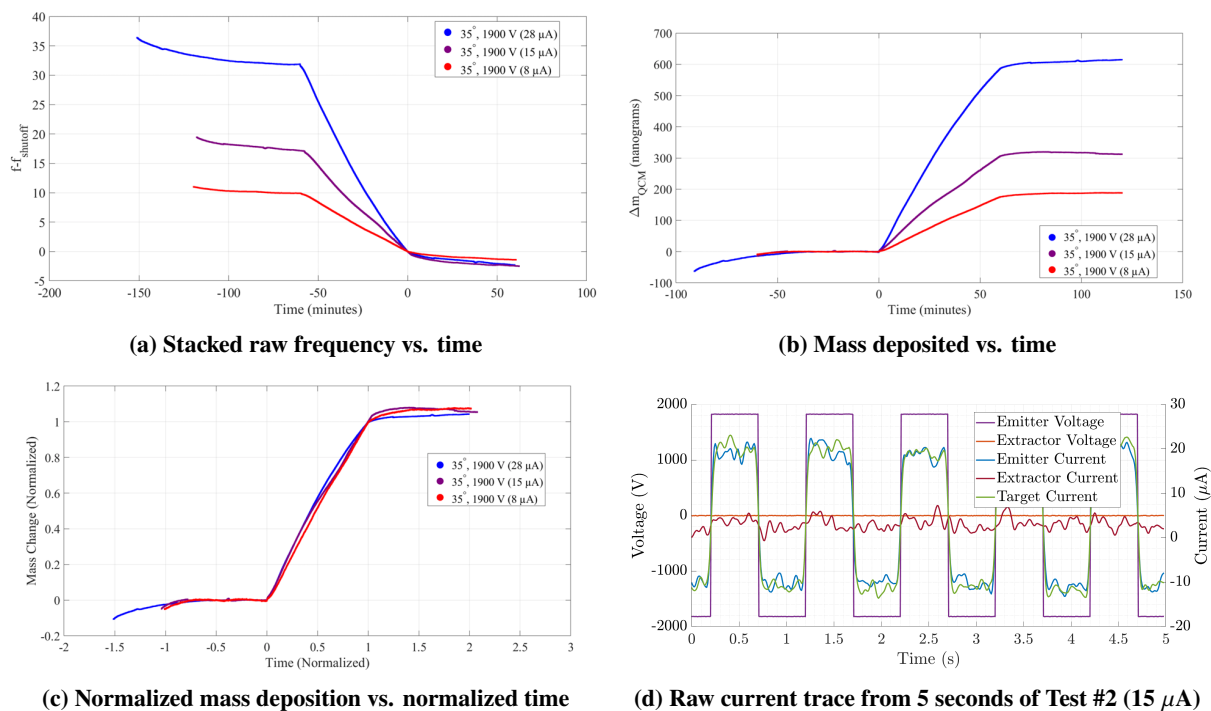 40
35
30
25
20
15
10
5
0
-5
f-f_shutoff
-200 -150 -100 -50 0 50 100
Time (minutes)
35°, 1900 V (28 μA)
35°, 1900 V (15 μA)
35°, 1900 V (8 μA)
(a) Stacked raw frequency vs. time
700
600
500
400
300
200
100
0
-100
Δm_QCM (nanograms)
-100 -50 0 50 100 150
Time (minutes)
35°, 1900 V (28 μA)
35°, 1900 V (15 μA)
35°, 1900 V (8 μA)
(b) Mass deposited vs. time
1.2
1
0.8
0.6
0.4
0.2
0
-0.2
Mass Change (Normalized)
-2 -1.5 -1 -0.5 0 0.5 1 1.5 2 2.5 3
Time (Normalized)
35°, 1900 V (28 μA)
35°, 1900 V (15 μA)
35°, 1900 V (8 μA)
(c) Normalized mass deposition vs. normalized time
2000
1000
0
-1000
-2000
Voltage (V)
30
20
10
0
-10
-20
Current (μA)
0 0.5 1 1.5 2 2.5 3 3.5 4 4.5 5
Time (s)
Emitter Voltage
Extractor Voltage
Emitter Current
Extractor Current
Target Current
(d) Raw current trace from 5 seconds of Test #2 (15 μA)